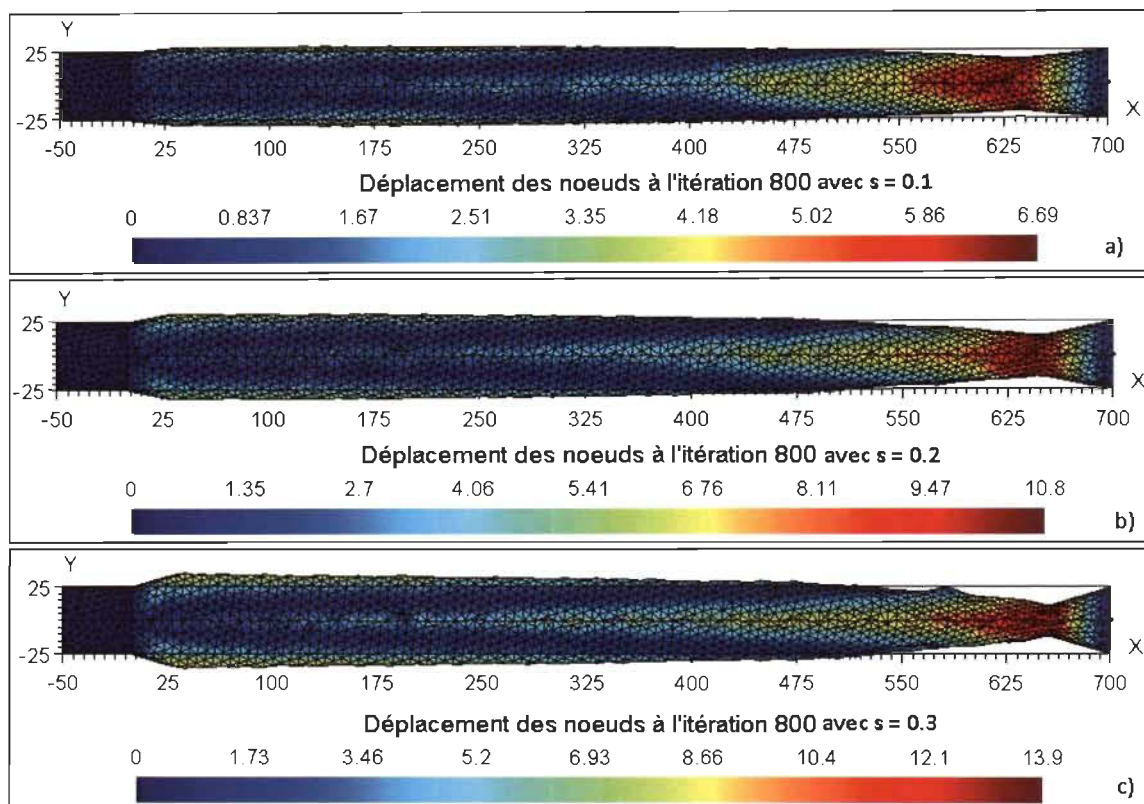 Y
25
-25
X
-50 25 100 175 250 325 400 475 550 625 700
Déplacement des noeuds à l'itération 800 avec s = 0.1
0 0.837 1.67 2.51 3.35 4.18 5.02 5.86 6.69
a)
Y
25
-25
X
-50 25 100 175 250 325 400 475 550 625 700
Déplacement des noeuds à l'itération 800 avec s = 0.2
0 1.35 2.7 4.06 5.41 6.76 8.11 9.47 10.8
b)
Y
25
-25
X
-50 25 100 175 250 325 400 475 550 625 700
Déplacement des noeuds à l'itération 800 avec s = 0.3
0 1.73 3.46 5.2 6.93 8.66 10.4 12.1 13.9
c)